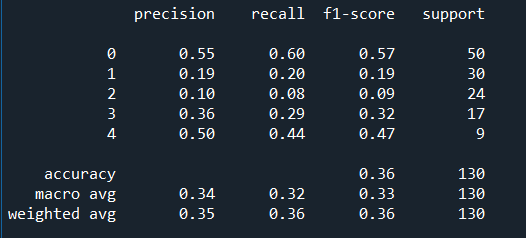 precision recall f1-score support
0 0.55 0.60 0.57 50
1 0.19 0.20 0.19 30
2 0.10 0.08 0.09 24
3 0.36 0.29 0.32 17
4 0.50 0.44 0.47 9
accuracy 0.36 130
macro avg 0.34 0.32 0.33 130
weighted avg 0.35 0.36 0.36 130